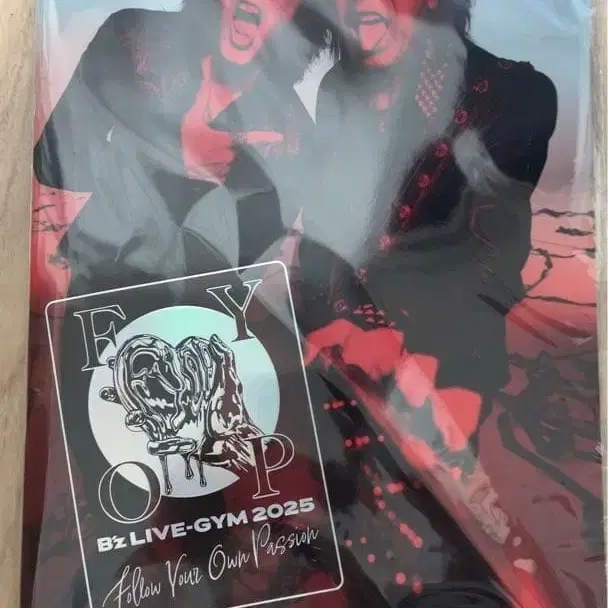 F Y
O P
B'z LIVE-GYM 2025
Follow Your Own Passion